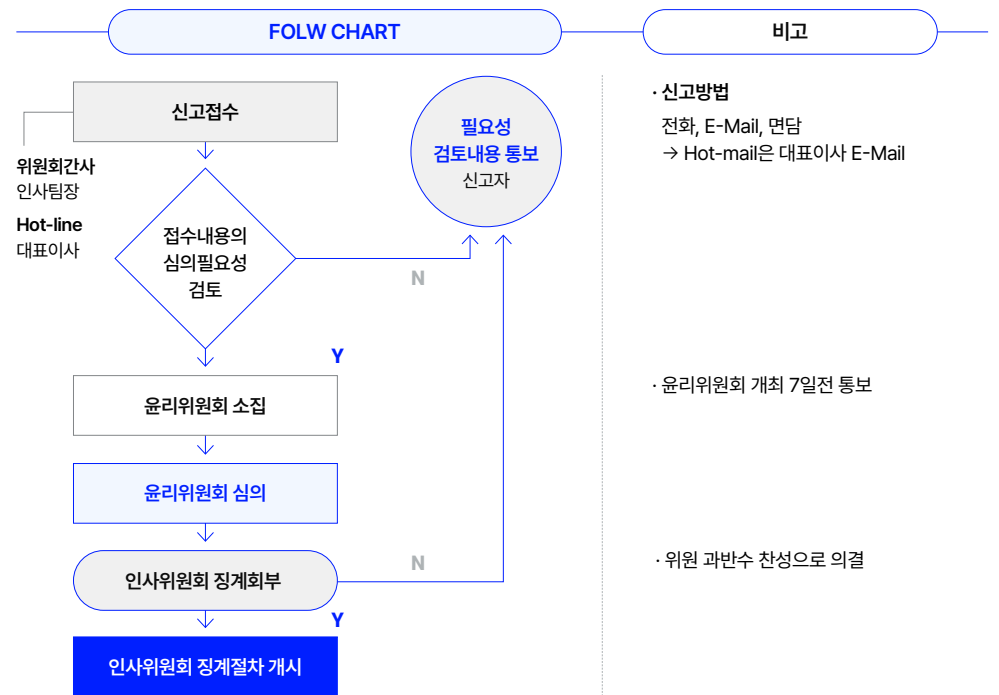 FOLW CHART
비고
신고접수
위원회간사
인사팀장
Hot-line
대표이사
필요성
검토내용 통보
신고자
· 신고방법
전화, E-Mail, 면담
→ Hot-mail은 대표이사 E-Mail
접수내용의
심의필요성
검토
N
Y
윤리위원회 소집
· 윤리위원회 개최 7일전 통보
윤리위원회 심의
인사위원회 징계회부
N
· 위원 과반수 찬성으로 의결
Y
인사위원회 징계절차 개시